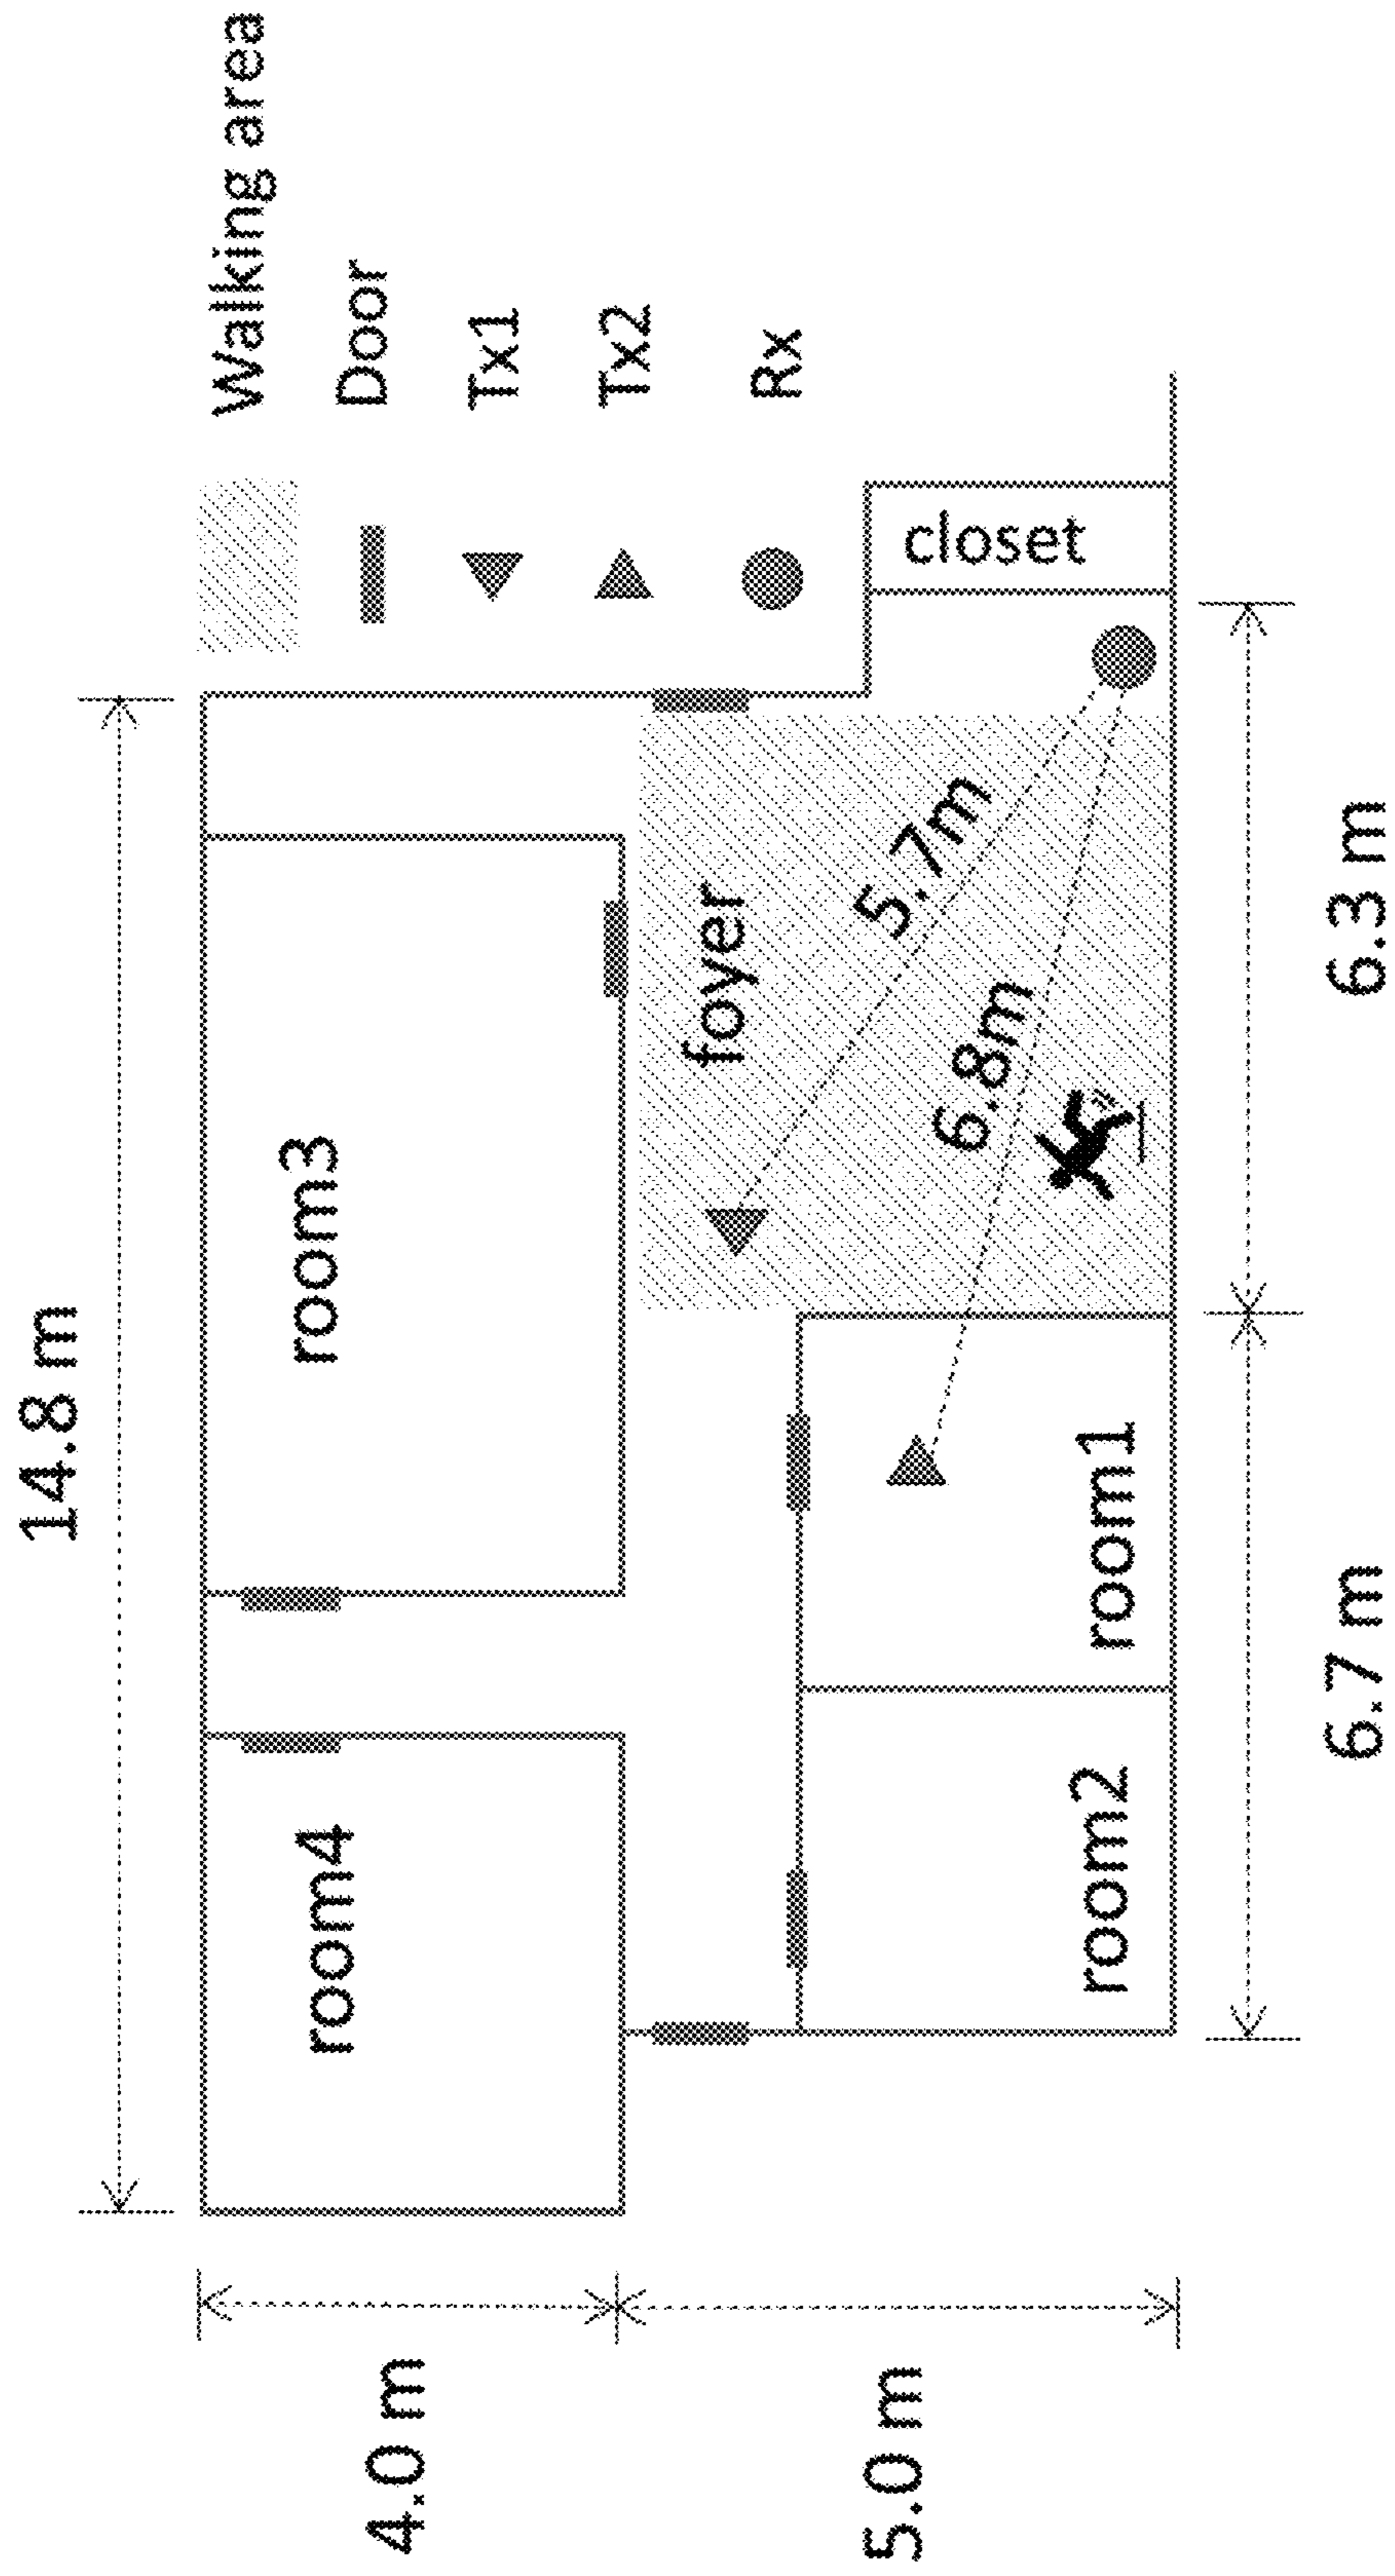 14.8 m
Walking area
Door
Tx1
Tx2
Rx
room4
room3
4.0 m
foyer
5.7m
6.8m
closet
5.0 m
room2
room1
6.7 m
6.3 m